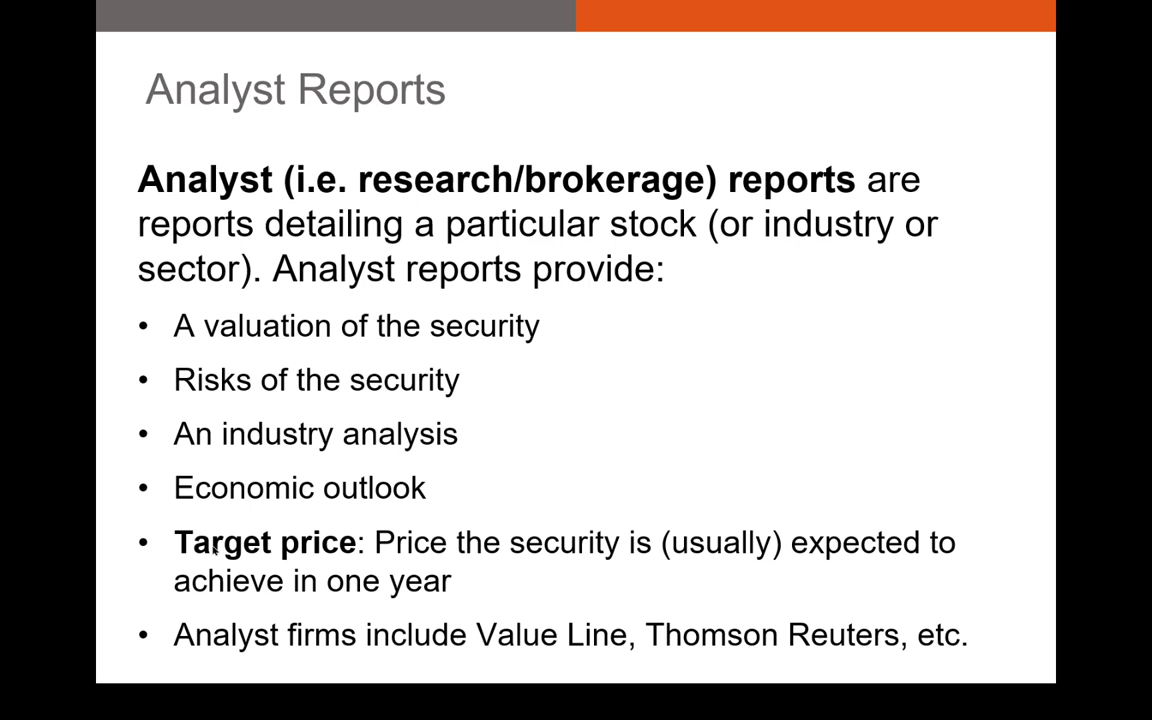 Analyst Reports
Analyst (i.e. research/brokerage) reports are
reports detailing a particular stock (or industry or
sector). Analyst reports provide:
• A valuation of the security
• Risks of the security
• An industry analysis
• Economic outlook
• Target price: Price the security is (usually) expected to
achieve in one year
• Analyst firms include Value Line, Thomson Reuters, etc.